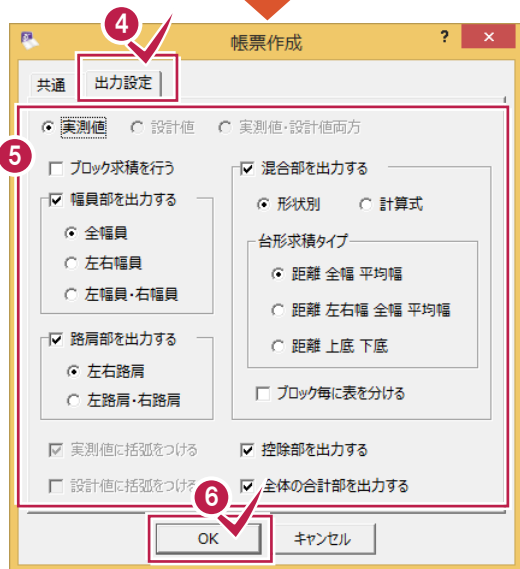 4
帳票作成 ? ×
共通 出力設定
5
実測値 設計値 実測値・設計値両方
ブロック求積を行う
幅員部を出力する
全幅員
左右幅員
左幅員・右幅員
路肩部を出力する
左右路肩
左路肩・右路肩
混合部を出力する
形状別 計算式
台形求積タイプ
距離 全幅 平均幅
距離 左右幅 全幅 平均幅
距離 上底 下底
ブロック毎に表を分ける
実測値に括弧をつける 控除部を出力する
設計値に括弧をつける 全体の合計部を出力する
6
OK キャンセル